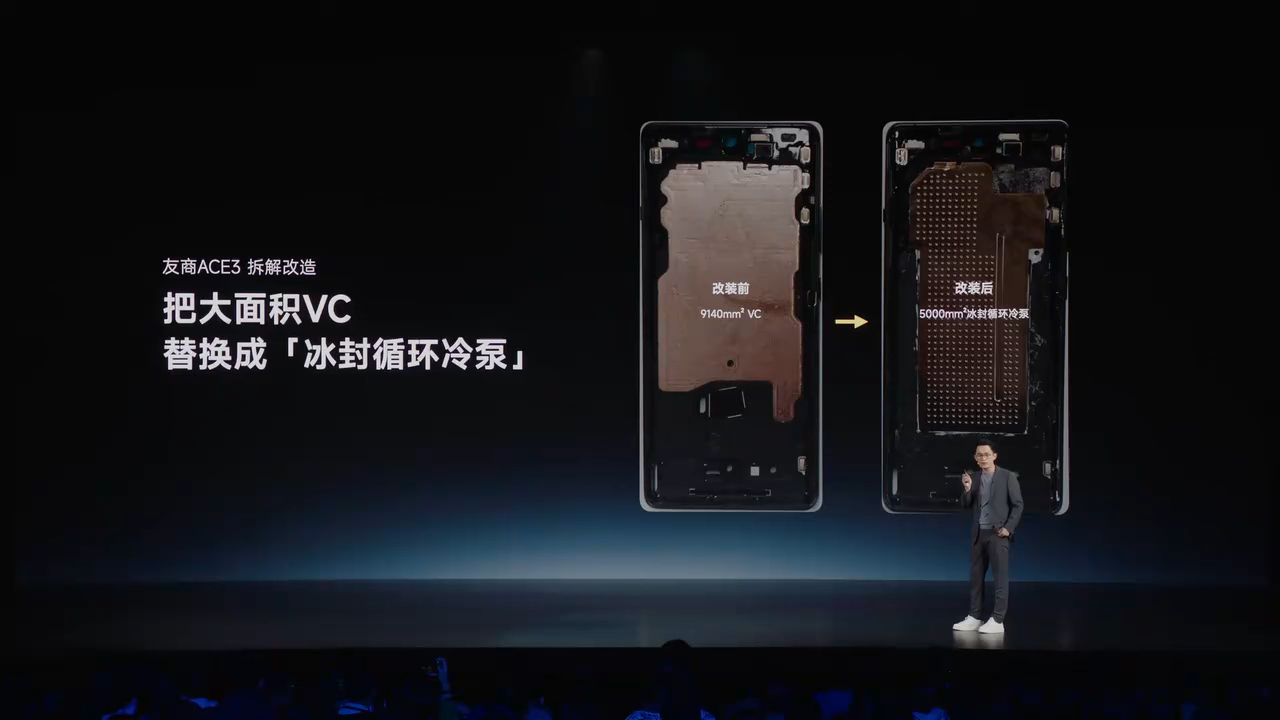 友商ACE3 拆解改造
把大面积VC
替换成「冰封循环冷泵」
改装前
9140mm² VC
改装后
5000mm²冰封循环冷泵